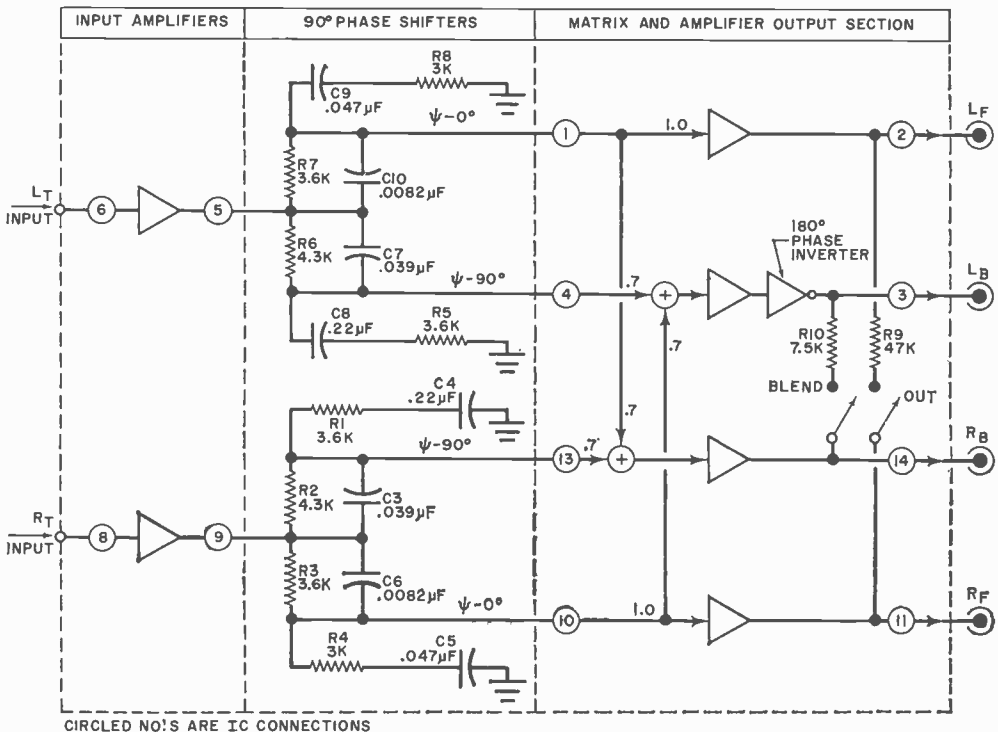 INPUT AMPLIFIERS
90° PHASE SHIFTERS
MATRIX AND AMPLIFIER OUTPUT SECTION
R8
3K
C9
.047µF
ψ-0°
1
1.0
2
LF
R7
3.6K
C10
.0082µF
LT
INPUT
6
5
180°
PHASE
INVERTER
R6
4.3K
C7
.039µF
ψ-90°
4
.7
+
3
LB
C8
.22µF
R5
3.6K
.7
R10
7.5K
R9
47K
BLEND
OUT
C4
.22µF
R1
3.6K
.7
ψ-90°
13
.7
+
14
RB
R2
4.3K
C3
.039µF
RT
INPUT
8
9
R3
3.6K
C6
.0082µF
ψ-0°
10
1.0
11
RF
R4
3K
C5
.047µF
CIRCLED NO'S ARE IC CONNECTIONS